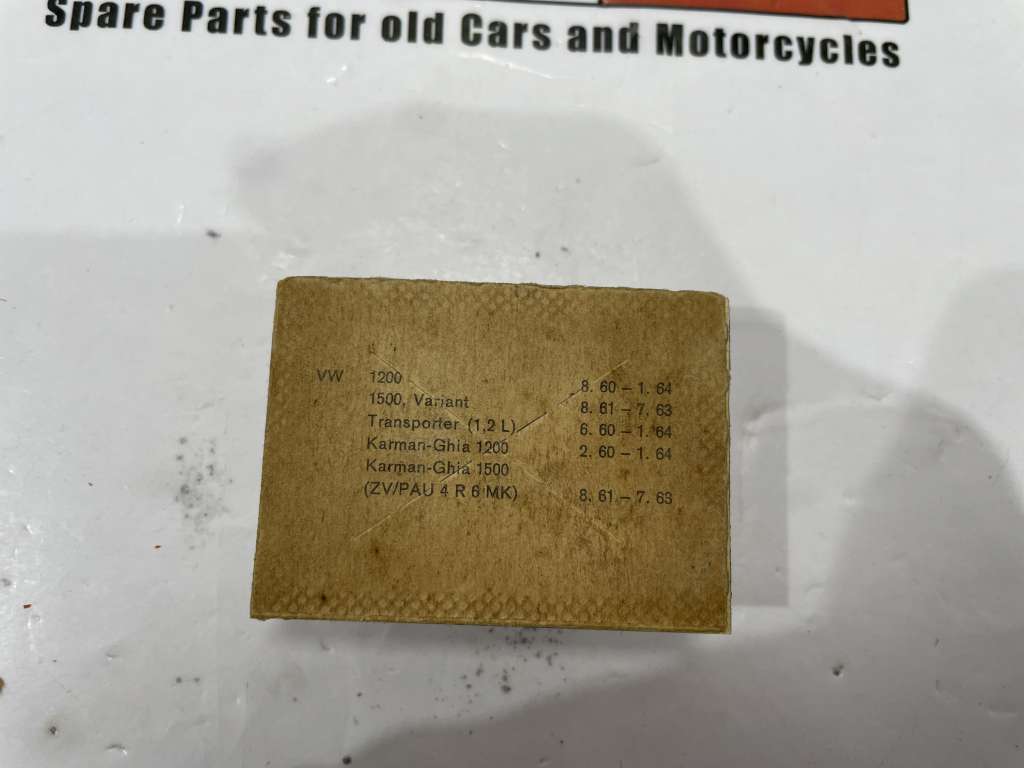 Spare Parts for old Cars and Motorcycles
VW 1200 8. 60 – 1. 64
1500, Variant 8. 61 – 7. 63
Transporter (1,2 L) 6. 60 – 1. 64
Karman-Ghia 1200 2. 60 – 1. 64
Karman-Ghia 1500
(ZV/PAU 4 R 6 MK) 8. 61 – 7. 63